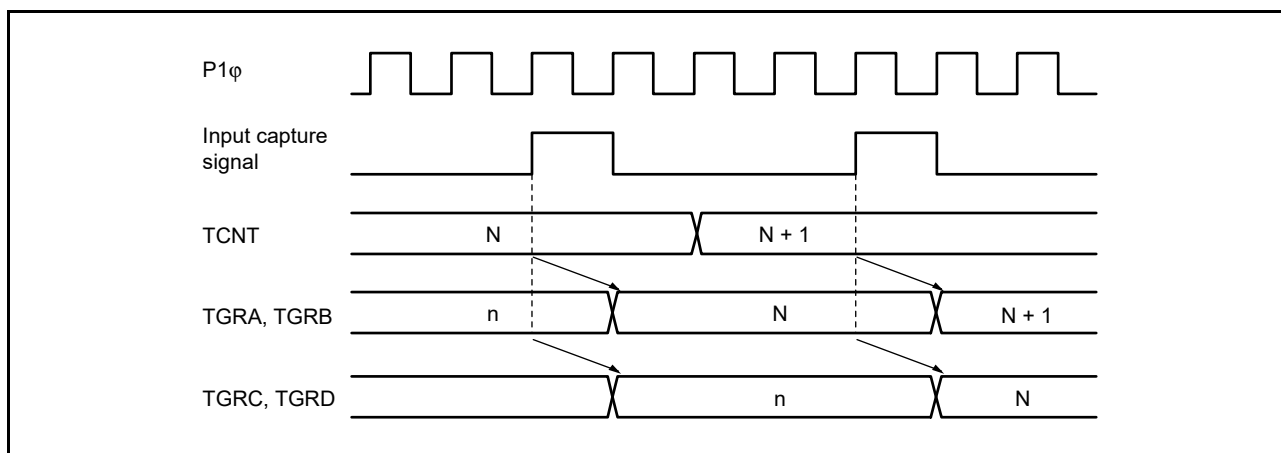 P1φ
Input capture
signal
TCNT
N
N + 1
TGRA, TGRB
n
N
N + 1
TGRC, TGRD
n
N